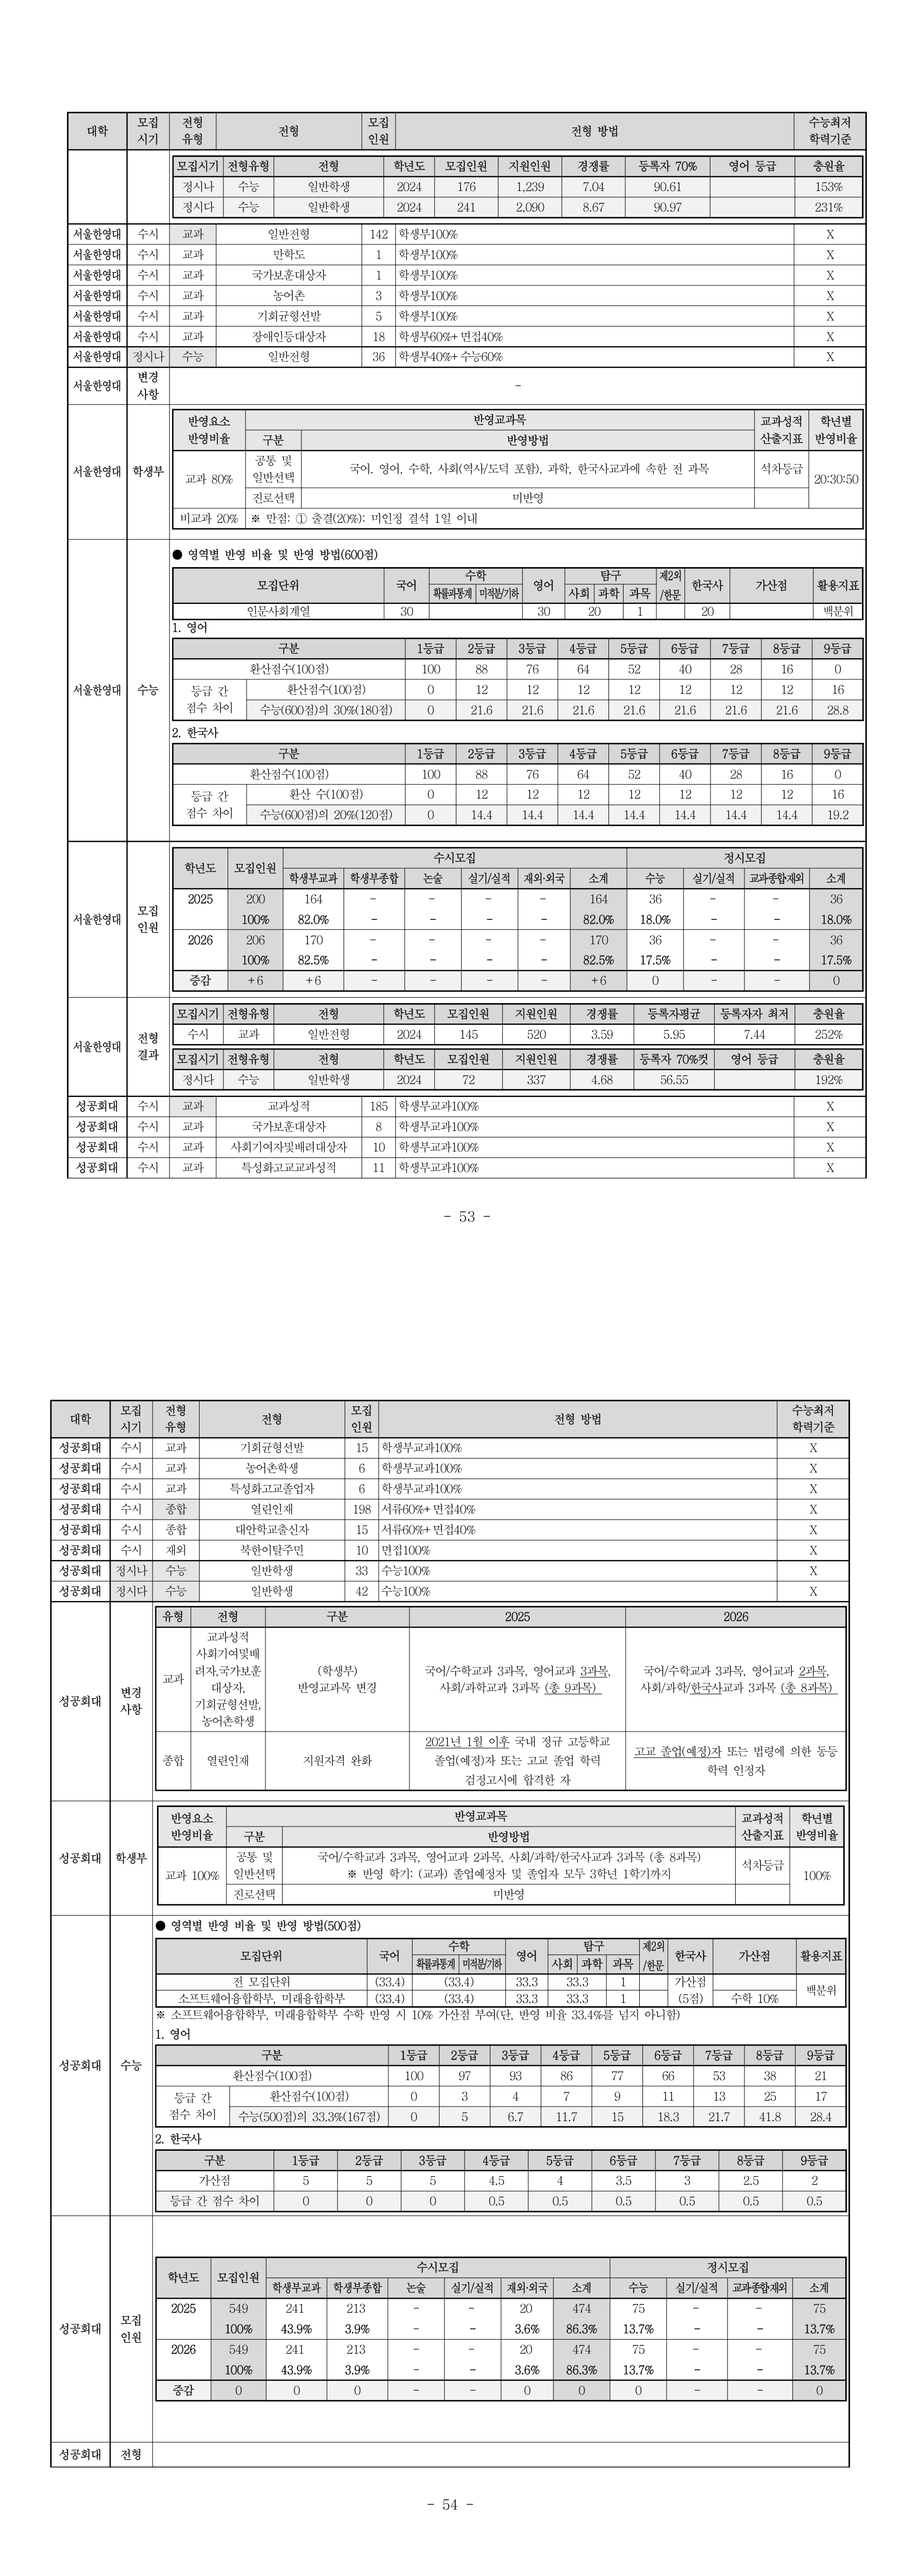 대학 모집시기 전형유형 전형 모집인원 전형 방법 수능최저학력기준
모집시기 전형유형 전형 학년도 모집인원 지원인원 경쟁률 등록자 70% 영어 등급 충원율
정시나 수능 일반학생 2024 176 1,239 7.04 90.61 153%
정시다 수능 일반학생 2024 241 2,090 8.67 90.97 231%
서울한영대 수시 교과 일반전형 142 학생부100% X
서울한영대 수시 교과 만학도 1 학생부100% X
서울한영대 수시 교과 국가보훈대상자 1 학생부100% X
서울한영대 수시 교과 농어촌 3 학생부100% X
서울한영대 수시 교과 기회균형선발 5 학생부100% X
서울한영대 수시 교과 장애인등대상자 18 학생부60%+면접40% X
서울한영대 정시나 수능 일반전형 36 학생부40%+수능60% X
서울한영대 변경사항 -
서울한영대 학생부
반영요소 반영비율 반영교과목 교과성적 산출지표 학년별 반영비율
구분 반영방법
교과 80% 공통 및 일반선택 국어. 영어, 수학, 사회(역사/도덕 포함), 과학, 한국사교과에 속한 전 과목 석차등급 20:30:50
진로선택 미반영
비교과 20% ※ 만점: ① 출결(20%): 미인정 결석 1일 이내
서울한영대 수능
● 영역별 반영 비율 및 반영 방법(600점)
모집단위 국어 수학 영어 탐구 제2외/한문 한국사 가산점 활용지표
확률과통계 미적분/기하 사회 과학 과목
인문사회계열 30 30 20 1 20 백분위
1. 영어
구분 1등급 2등급 3등급 4등급 5등급 6등급 7등급 8등급 9등급
환산점수(100점) 100 88 76 64 52 40 28 16 0
등급 간 점수 차이 환산점수(100점) 0 12 12 12 12 12 12 12 16
수능(600점)의 30%(180점) 0 21.6 21.6 21.6 21.6 21.6 21.6 21.6 28.8
2. 한국사
구분 1등급 2등급 3등급 4등급 5등급 6등급 7등급 8등급 9등급
환산점수(100점) 100 88 76 64 52 40 28 16 0
등급 간 점수 차이 환산 수(100점) 0 12 12 12 12 12 12 12 16
수능(600점)의 20%(120점) 0 14.4 14.4 14.4 14.4 14.4 14.4 14.4 19.2
서울한영대 모집인원
학년도 모집인원 수시모집 정시모집
학생부교과 학생부종합 논술 실기/실적 재외·외국 소계 수능 실기/실적 교과종합재외 소계
2025 200 164 - - - - 164 36 - - 36
100% 82.0% - - - - 82.0% 18.0% - - 18.0%
2026 206 170 - - - - 170 36 - - 36
100% 82.5% - - - - 82.5% 17.5% - - 17.5%
증감 +6 +6 - - - - +6 0 - - 0
서울한영대 전형결과
모집시기 전형유형 전형 학년도 모집인원 지원인원 경쟁률 등록자평균 등록자자 최저 충원율
수시 교과 일반전형 2024 145 520 3.59 5.95 7.44 252%
모집시기 전형유형 전형 학년도 모집인원 지원인원 경쟁률 등록자 70%컷 영어 등급 충원율
정시다 수능 일반학생 2024 72 337 4.68 56.55 192%
성공회대 수시 교과 교과성적 185 학생부교과100% X
성공회대 수시 교과 국가보훈대상자 8 학생부교과100% X
성공회대 수시 교과 사회기여자및배려대상자 10 학생부교과100% X
성공회대 수시 교과 특성화고교교과성적 11 학생부교과100% X
- 53 -
대학 모집시기 전형유형 전형 모집인원 전형 방법 수능최저학력기준
성공회대 수시 교과 기회균형선발 15 학생부교과100% X
성공회대 수시 교과 농어촌학생 6 학생부교과100% X
성공회대 수시 교과 특성화고교졸업자 6 학생부교과100% X
성공회대 수시 종합 열린인재 198 서류60%+면접40% X
성공회대 수시 종합 대안학교출신자 15 서류60%+면접40% X
성공회대 수시 재외 북한이탈주민 10 면접100% X
성공회대 정시나 수능 일반학생 33 수능100% X
성공회대 정시다 수능 일반학생 42 수능100% X
성공회대 변경사항
유형 전형 구분 2025 2026
교과 교과성적 사회기여및배려자,국가보훈대상자, 기회균형선발, 농어촌학생 (학생부) 반영교과목 변경 국어/수학교과 3과목, 영어교과 3과목, 사회/과학교과 3과목 (총 9과목) 국어/수학교과 3과목, 영어교과 2과목, 사회/과학/한국사교과 3과목 (총 8과목)
종합 열린인재 지원자격 완화 2021년 1월 이후 국내 정규 고등학교 졸업(예정)자 또는 고교 졸업 학력 검정고시에 합격한 자 고교 졸업(예정)자 또는 법령에 의한 동등 학력 인정자
성공회대 학생부
반영요소 반영비율 반영교과목 교과성적 산출지표 학년별 반영비율
구분 반영방법
교과 100% 공통 및 일반선택 국어/수학교과 3과목, 영어교과 2과목, 사회/과학/한국사교과 3과목 (총 8과목) 석차등급 100%
※ 반영 학기: (교과) 졸업예정자 및 졸업자 모두 3학년 1학기까지
진로선택 미반영
성공회대 수능
● 영역별 반영 비율 및 반영 방법(500점)
모집단위 국어 수학 영어 탐구 제2외/한문 한국사 가산점 활용지표
확률과통계 미적분/기하 사회 과학 과목
전 모집단위 (33.4) (33.4) 33.3 33.3 1 가산점 (5점) 백분위
소프트웨어융합학부, 미래융합학부 (33.4) (33.4) 33.3 33.3 1 수학 10%
※ 소프트웨어융합학부, 미래융합학부 수학 반영 시 10% 가산점 부여(단, 반영 비율 33.4%를 넘지 아니함)
1. 영어
구분 1등급 2등급 3등급 4등급 5등급 6등급 7등급 8등급 9등급
환산점수(100점) 100 97 93 86 77 66 53 38 21
등급 간 점수 차이 환산점수(100점) 0 3 4 7 9 11 13 25 17
수능(500점)의 33.3%(167점) 0 5 6.7 11.7 15 18.3 21.7 41.8 28.4
2. 한국사
구분 1등급 2등급 3등급 4등급 5등급 6등급 7등급 8등급 9등급
가산점 5 5 5 4.5 4 3.5 3 2.5 2
등급 간 점수 차이 0 0 0 0.5 0.5 0.5 0.5 0.5 0.5
성공회대 모집인원
학년도 모집인원 수시모집 정시모집
학생부교과 학생부종합 논술 실기/실적 재외·외국 소계 수능 실기/실적 교과종합재외 소계
2025 549 241 213 - - 20 474 75 - - 75
100% 43.9% 3.9% - - 3.6% 86.3% 13.7% - - 13.7%
2026 549 241 213 - - 20 474 75 - - 75
100% 43.9% 3.9% - - 3.6% 86.3% 13.7% - - 13.7%
증감 0 0 0 - - 0 0 0 - - 0
성공회대 전형
- 54 -